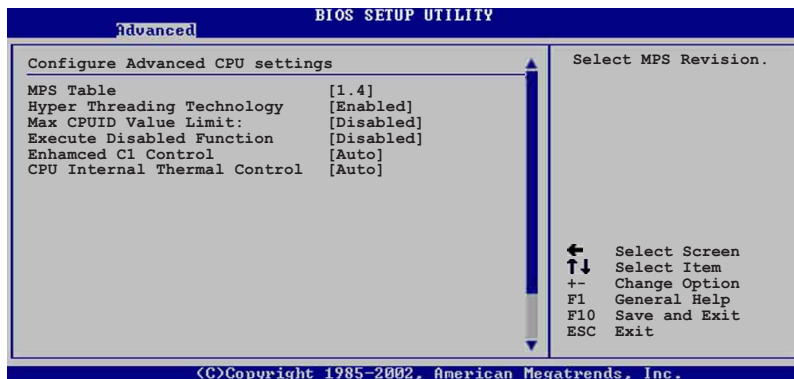 BIOS SETUP UTILITY
Advanced
Configure Advanced CPU settings
MPS Table [1.4]
Hyper Threading Technology [Enabled]
Max CPUID Value Limit: [Disabled]
Execute Disabled Function [Disabled]
Enhamced C1 Control [Auto]
CPU Internal Thermal Control [Auto]
Select MPS Revision.
← Select Screen
↑↓ Select Item
+- Change Option
F1 General Help
F10 Save and Exit
ESC Exit
(C)Copyright 1985-2002, American Megatrends, Inc.